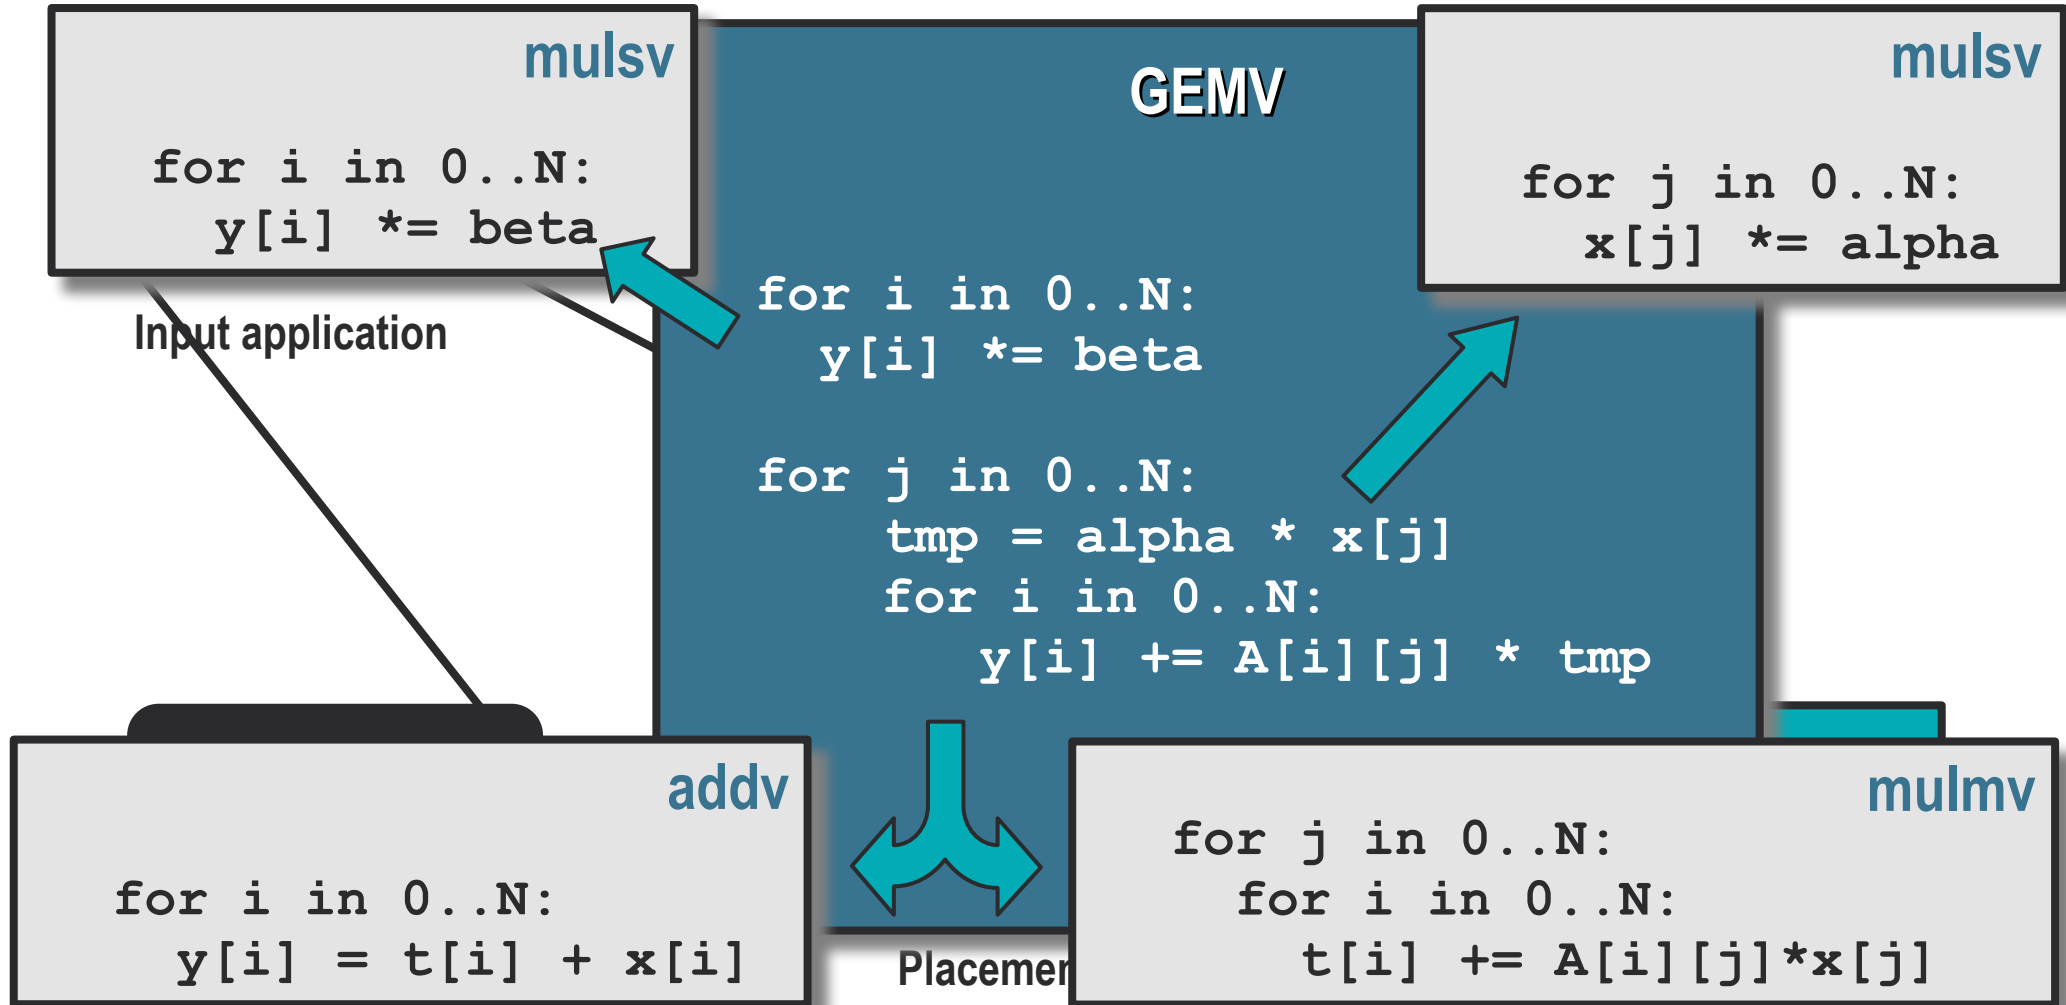 mulsv
for i in 0..N:
y[i] *= beta
Input application
GEMV
for i in 0..N:
y[i] *= beta
for j in 0..N:
tmp = alpha * x[j]
for i in 0..N:
y[i] += A[i][j] * tmp
mulsv
for j in 0..N:
x[j] *= alpha
addv
for i in 0..N:
y[i] = t[i] + x[i]
mulmv
for j in 0..N:
for i in 0..N:
t[i] += A[i][j]*x[j]